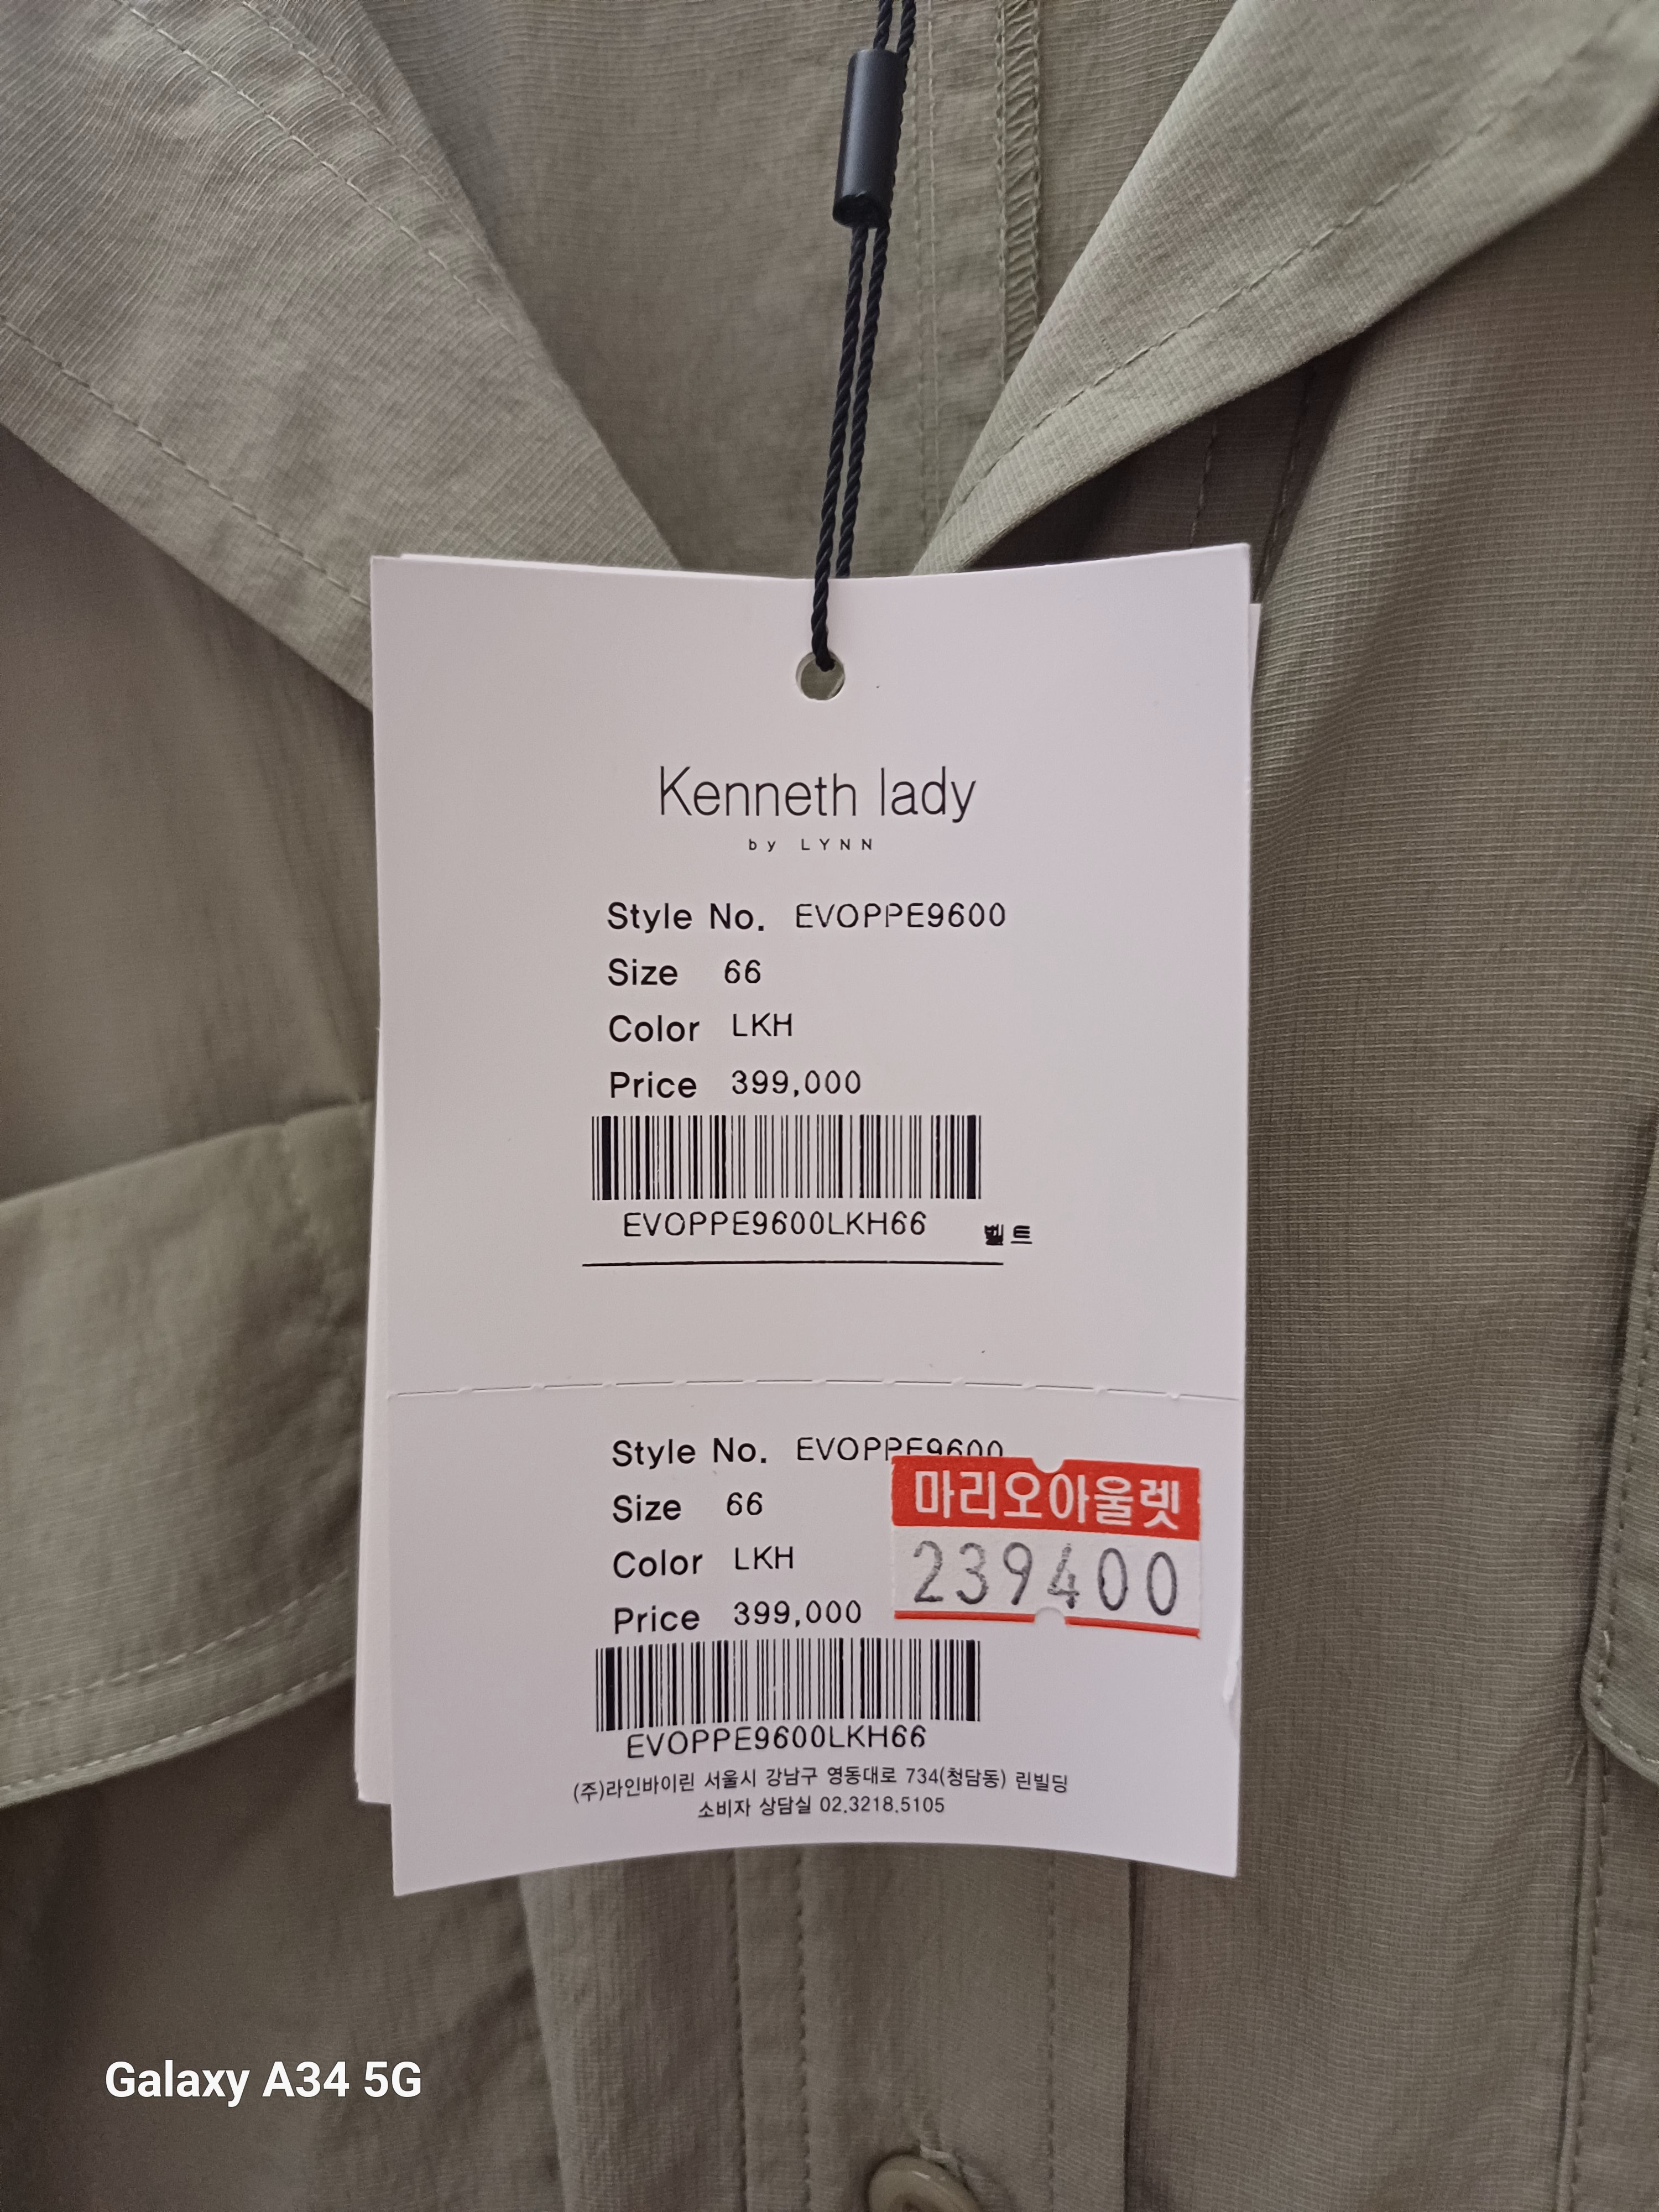 Kenneth lady
by LYNN
Style No. EVOPPE9600
Size 66
Color LKH
Price 399,000
EVOPPE9600LKH66
벨트
Style No. EVOPPE9600
마리오아울렛
Size 66
239400
Color LKH
Price 399,000
EVOPPE9600LKH66
(주)라인바이린 서울시 강남구 영동대로 734(청담동) 린빌딩
소비자 상담실 02.3218.5105
Galaxy A34 5G